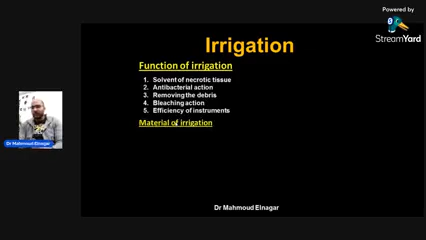 Powered by
StreamYard
Irrigation
Function of irrigation
1. Solvent of necrotic tissue
2. Antibacterial action
3. Removing the debris
4. Bleaching action
5. Efficiency of instruments
Material of irrigation
Dr Mahmoud Elnagar
Dr Mahmoud Elnagar